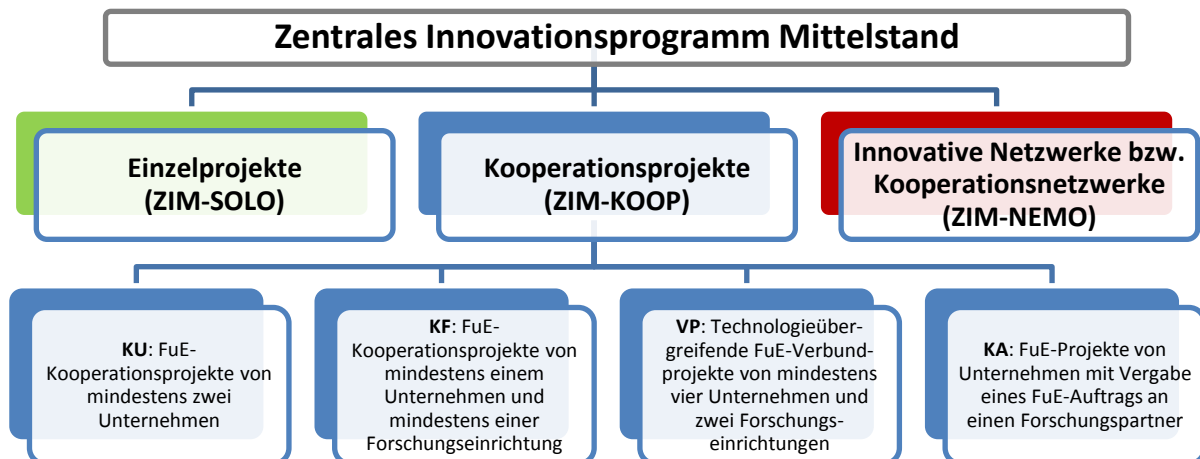 Zentrales Innovationsprogramm Mittelstand
Einzelprojekte
(ZIM-SOLO)
Kooperationsprojekte
(ZIM-KOOP)
Innovative Netzwerke bzw.
Kooperationsnetzwerke
(ZIM-NEMO)
KU: FuE-
Kooperationsprojekte von
mindestens zwei
Unternehmen
KF: FuE-
Kooperationsprojekte von
mindestens einem
Unternehmen und
mindestens einer
Forschungseinrichtung
VP: Technologieüber-
greifende FuE-Verbund-
projekte von mindestens
vier Unternehmen und
zwei Forschungs-
einrichtungen
KA: FuE-Projekte von
Unternehmen mit Vergabe
eines FuE-Auftrags an
einen Forschungspartner